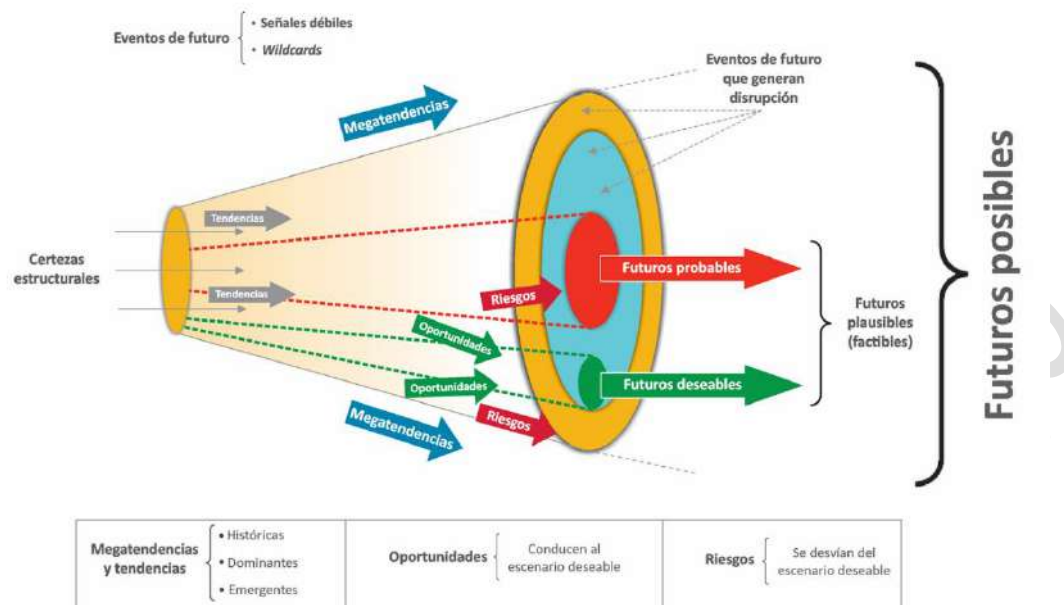 Eventos de futuro
• Señales débiles
• Wildcards
Megatendencias
Eventos de futuro
que generan
disrupción
Tendencias
Certezas
estructurales
Tendencias
Riesgos
Futuros probables
Oportunidades
Oportunidades
Futuros deseables
Megatendencias
Riesgos
Futuros
plausibles
(factibles)
Futuros posibles
Megatendencias
y tendencias
• Históricas
• Dominantes
• Emergentes
Oportunidades
Conducen al
escenario deseable
Riesgos
Se desvían del
escenario deseable